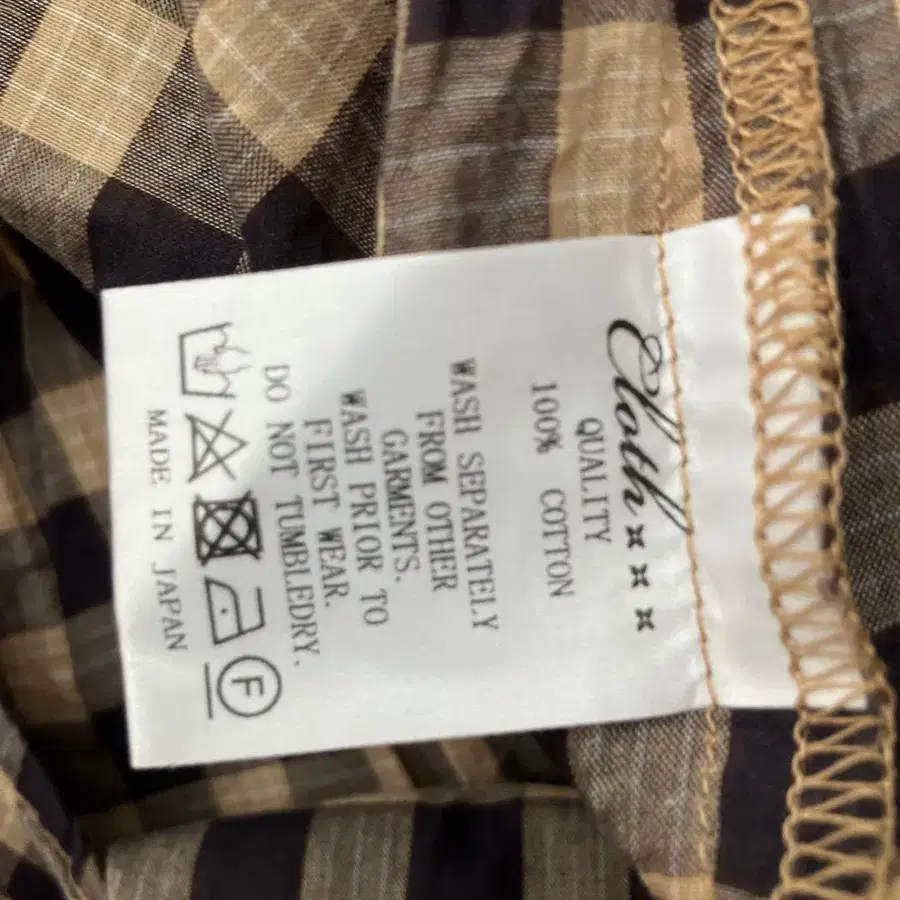 Cloth
QUALITY
100% COTTON
WASH SEPARATELY
FROM OTHER
GARMENTS.
WASH PRIOR TO
FIRST WEAR.
DO NOT TUMBLEDRY.
F
MADE IN JAPAN